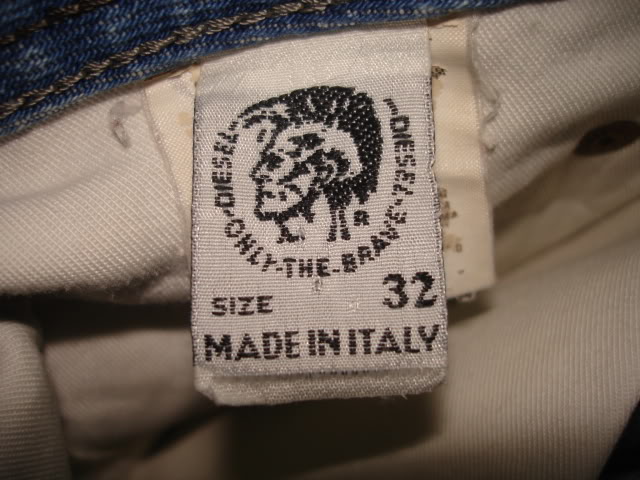 DIESEL-ONLY-THE-BRAVE-DIESEL
R
SIZE 32
MADE IN ITALY